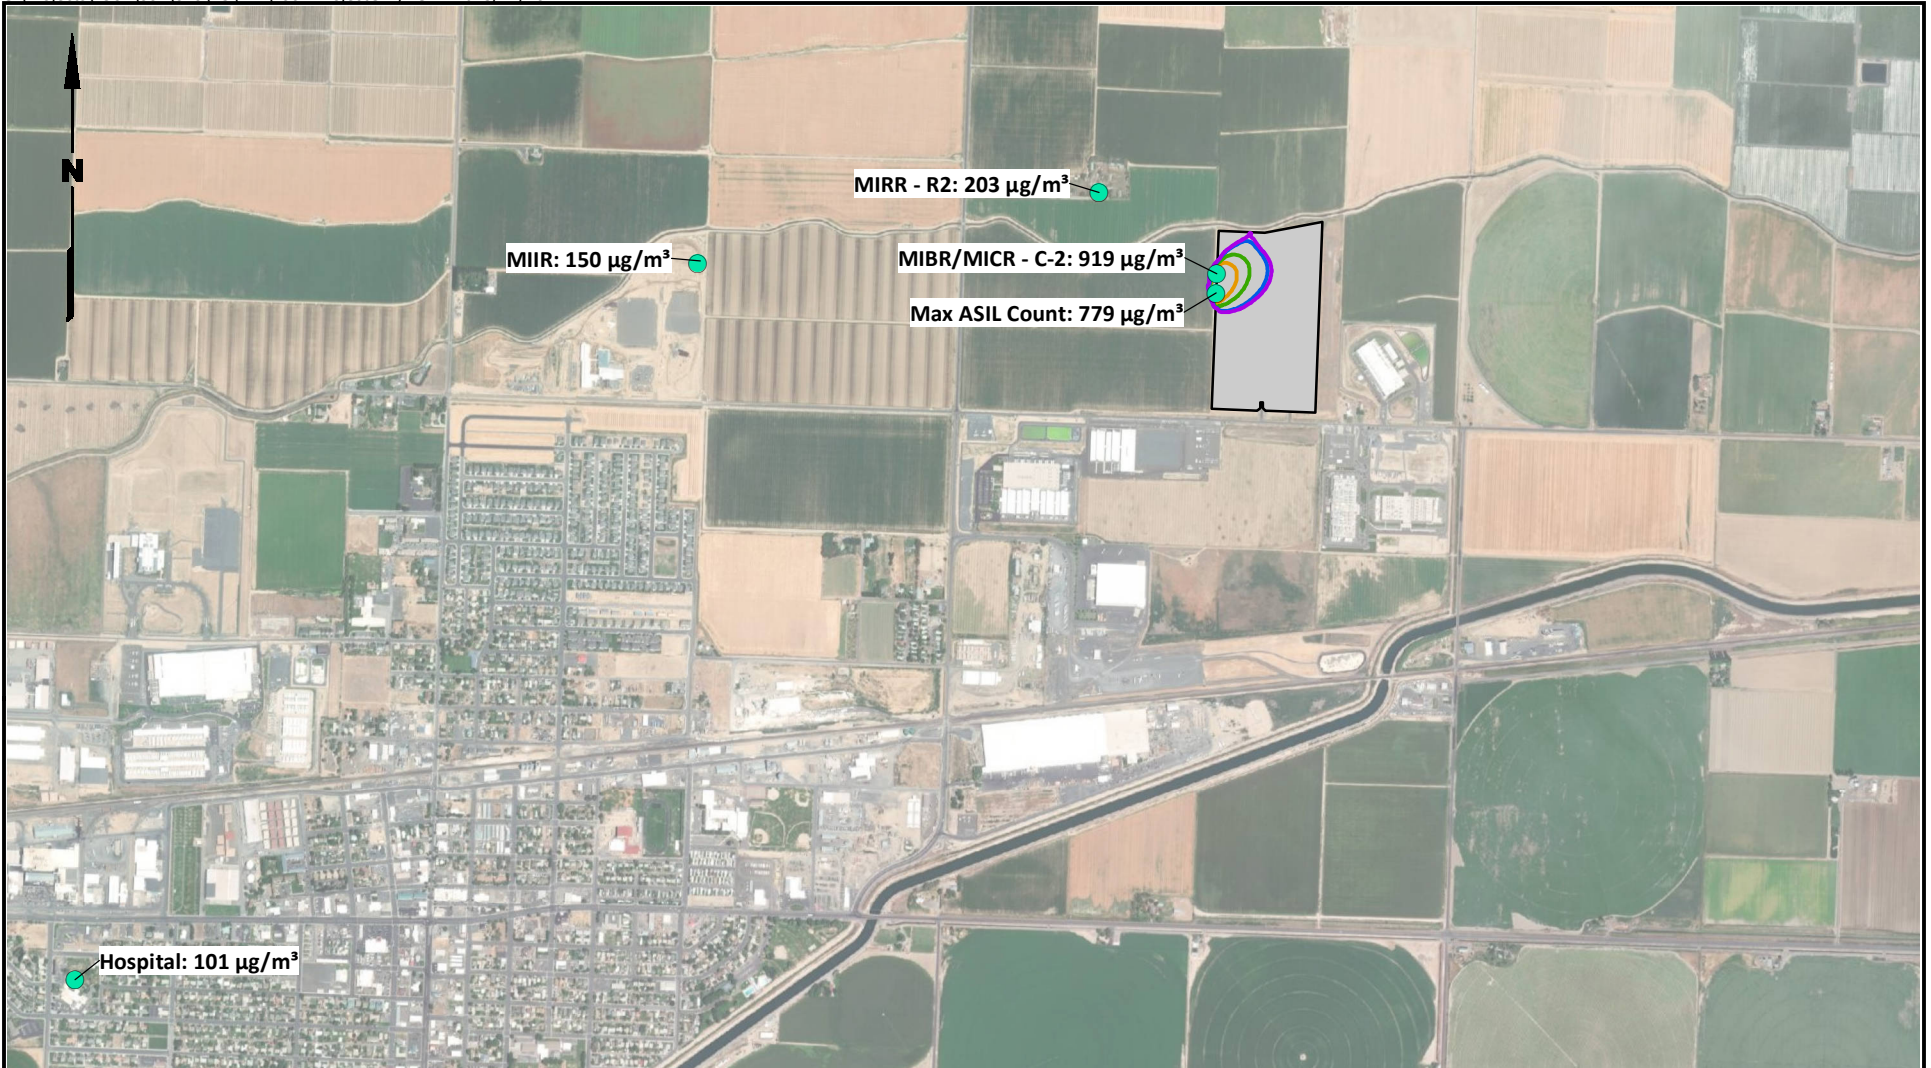 N
MIRR - R2: 203 µg/m³
MIIR: 150 µg/m³
MIBR/MICR - C-2: 919 µg/m³
Max ASIL Count: 779 µg/m³
Hospital: 101 µg/m³